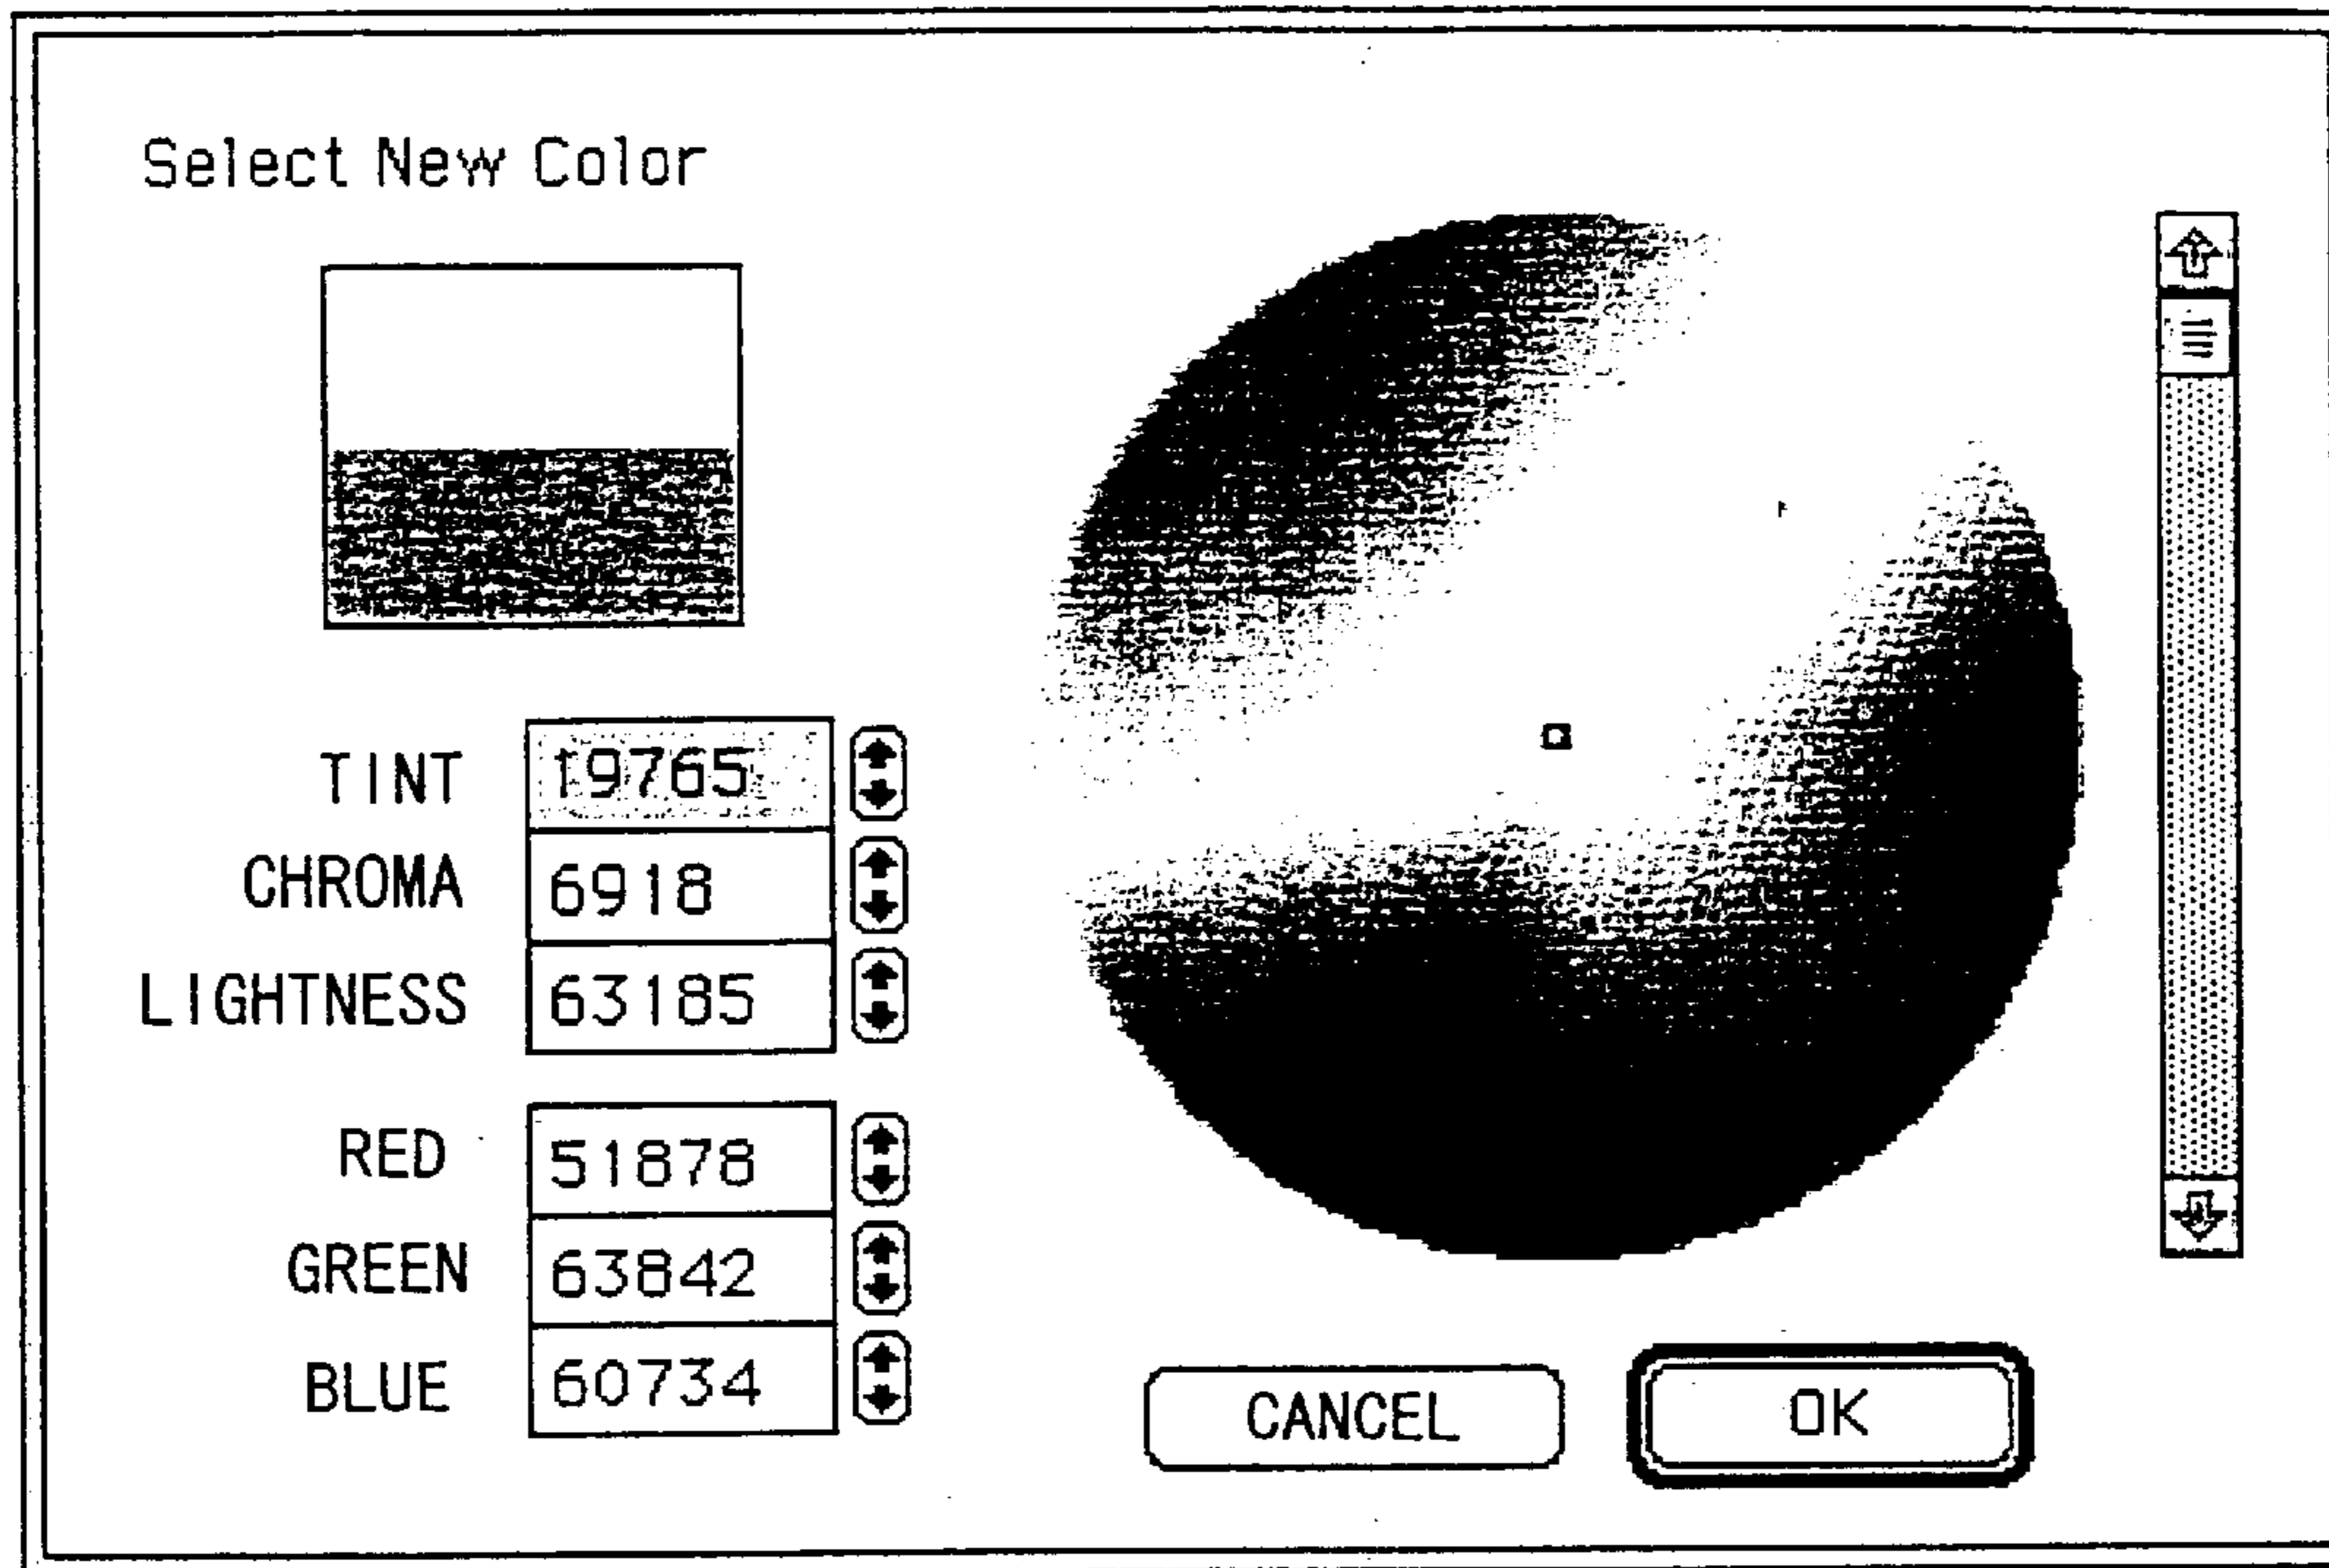 Select New Color
TINT 19765
CHROMA 6918
LIGHTNESS 63185
RED 51878
GREEN 63842
BLUE 60734
CANCEL OK